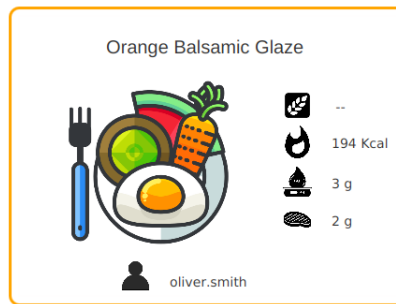 Orange Balsamic Glaze
--
194 Kcal
3 g
2 g
oliver.smith